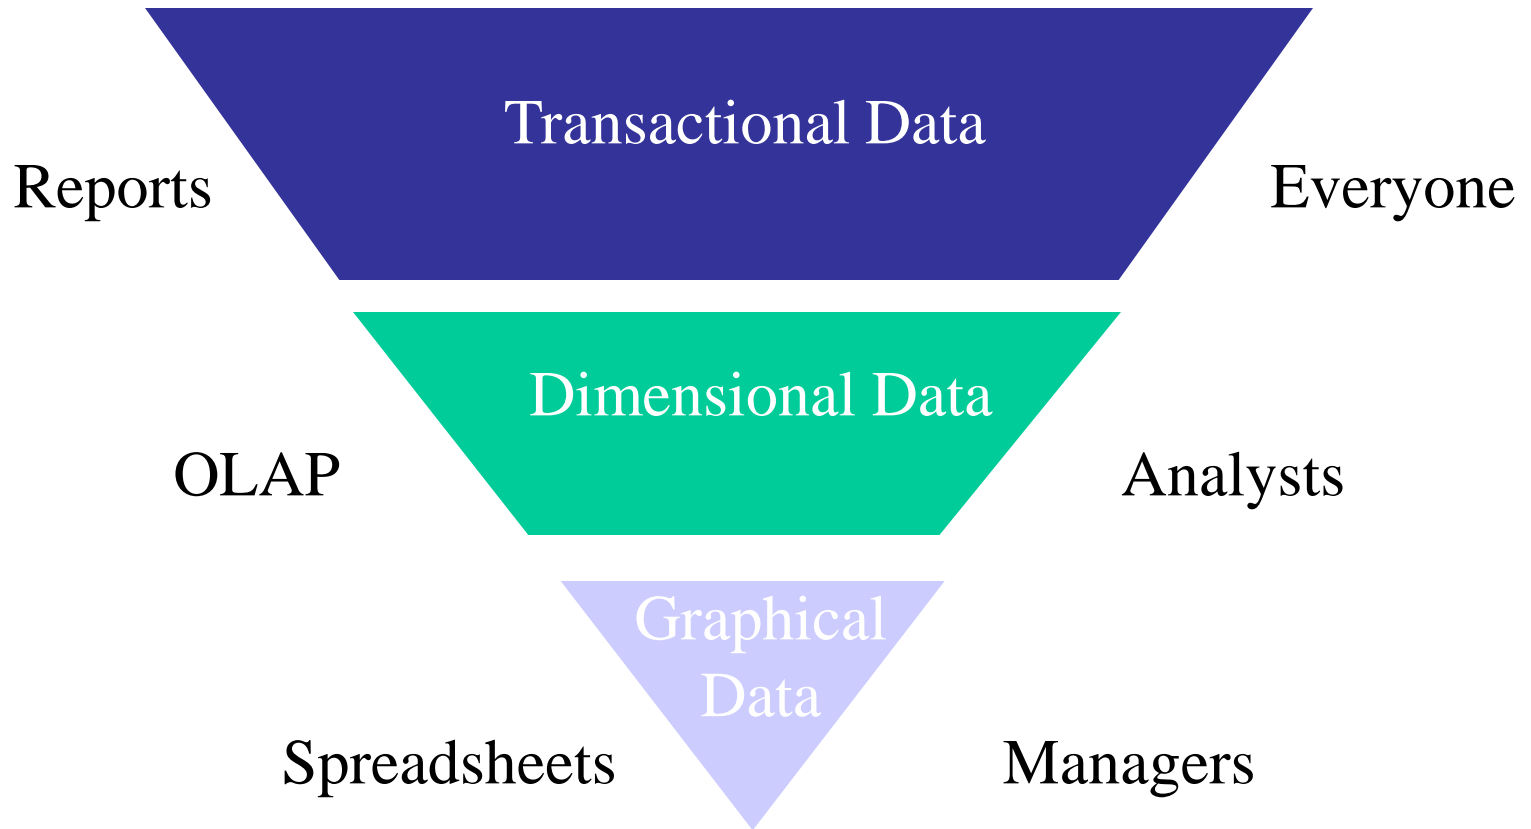 Transactional Data
Reports
Everyone
Dimensional Data
OLAP
Analysts
Graphical
Data
Spreadsheets
Managers